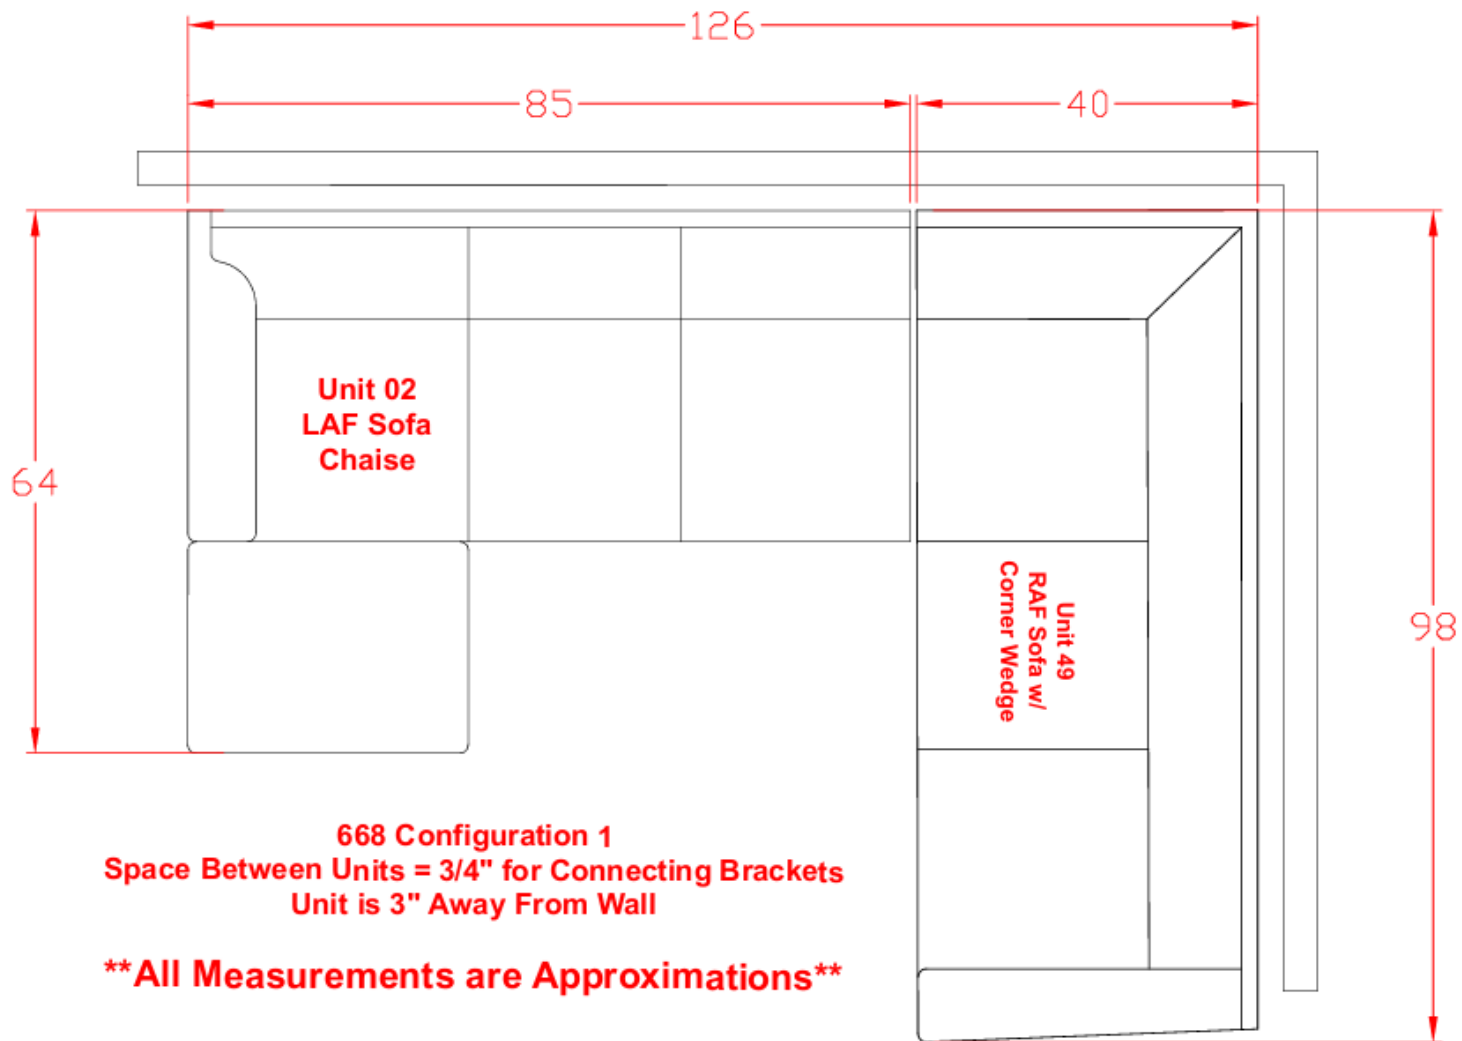 126
85
40
Unit 02
LAF Sofa
Chaise
64
Unit 49
RAF Sofa w/
Corner Wedge
98
668 Configuration 1
Space Between Units = 3/4" for Connecting Brackets
Unit is 3" Away From Wall
**All Measurements are Approximations**